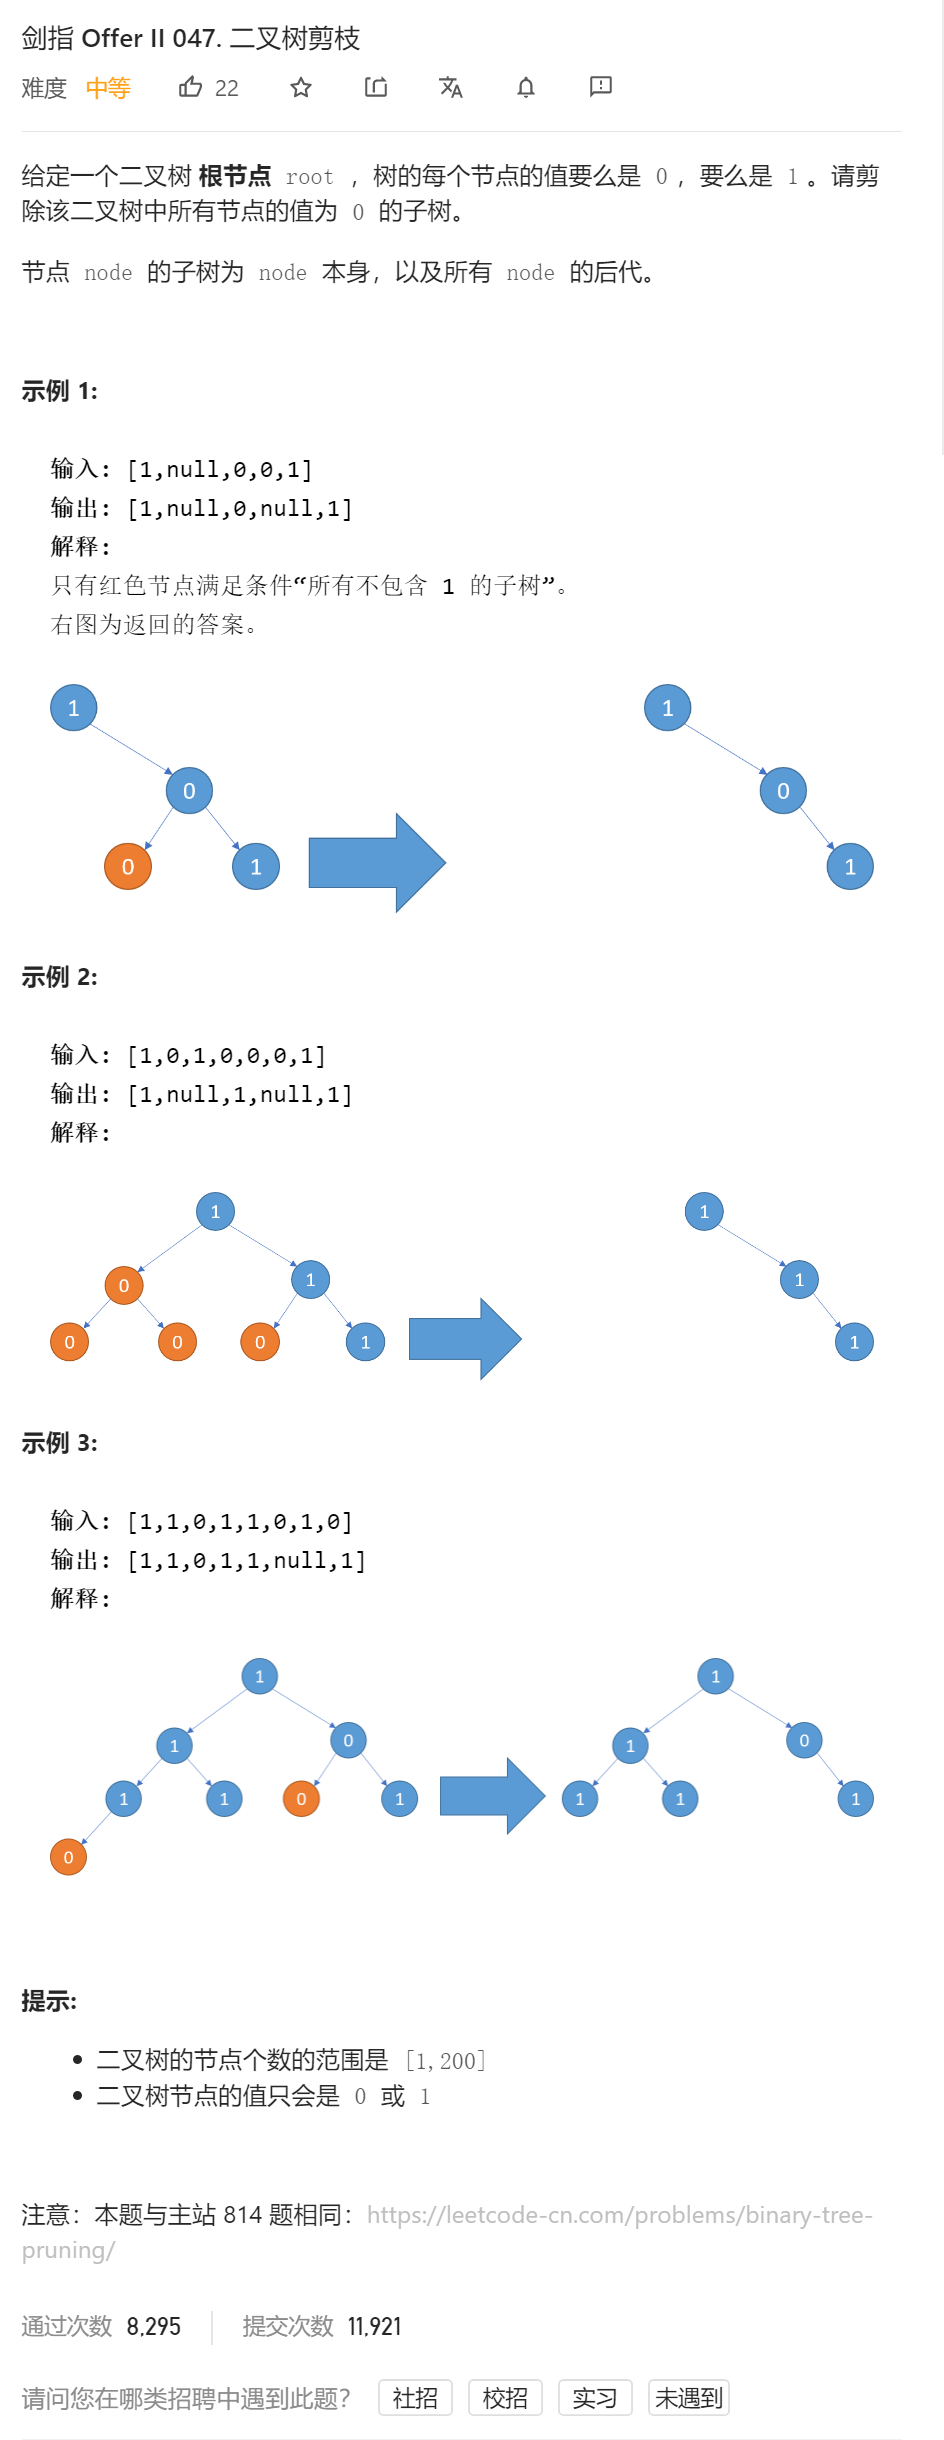 剑指 Offer II 047. 二叉树剪枝
难度 中等 22
给定一个二叉树 根节点 root ，树的每个节点的值要么是 0 ，要么是 1 。请剪
除该二叉树中所有节点的值为 0 的子树。
节点 node 的子树为 node 本身，以及所有 node 的后代。
示例 1:
输入: [1,null,0,0,1]
输出: [1,null,0,null,1]
解释:
只有红色节点满足条件“所有不包含 1 的子树”。
右图为返回的答案。
1 1
0 0
0 1 1
示例 2:
输入: [1,0,1,0,0,0,1]
输出: [1,null,1,null,1]
解释:
1 1
0 1 1
0 0 0 1 1
示例 3:
输入: [1,1,0,1,1,0,1,0]
输出: [1,1,0,1,1,null,1]
解释:
1 1
1 0 1 0
1 1 0 1 1 1 1
0
提示:
• 二叉树的节点个数的范围是 [1,200]
• 二叉树节点的值只会是 0 或 1
注意：本题与主站 814 题相同：https://leetcode-cn.com/problems/binary-tree-
pruning/
通过次数 8,295 提交次数 11,921
请问您在哪类招聘中遇到此题？ 社招 校招 实习 未遇到